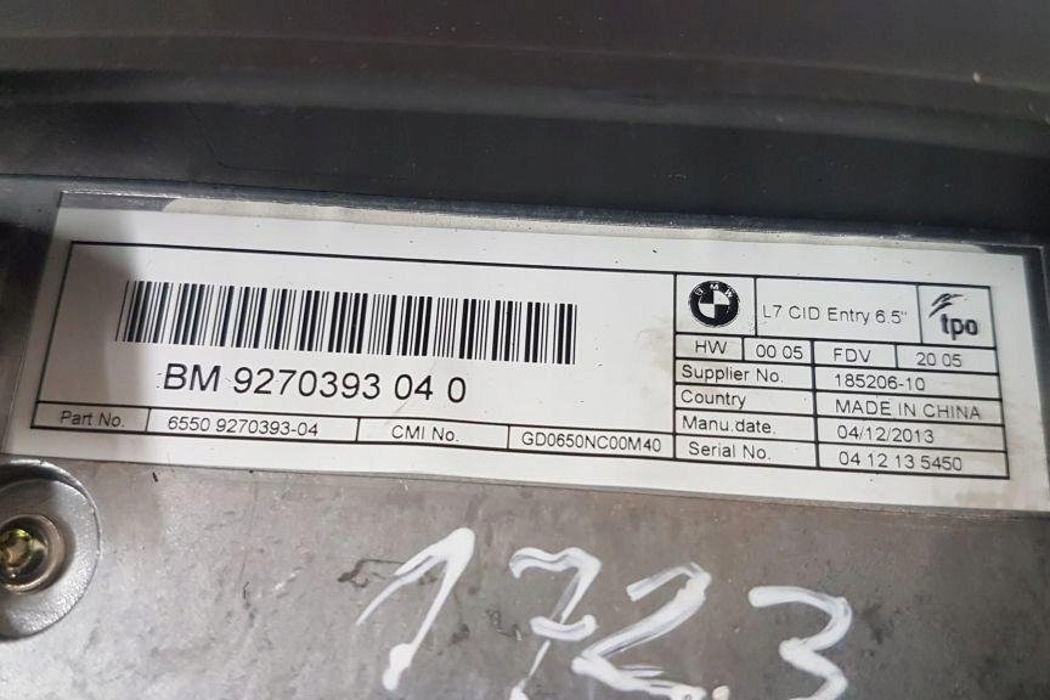 BM 9270393 04 0
Part No. 6550 9270393-04 CMI No. GD0650NC00M40
BMW L7 CID Entry 6.5" tpo
HW 00 05 FDV 20 05
Supplier No. 185206-10
Country MADE IN CHINA
Manu.date. 04/12/2013
Serial No. 04 12 13 5450
1723